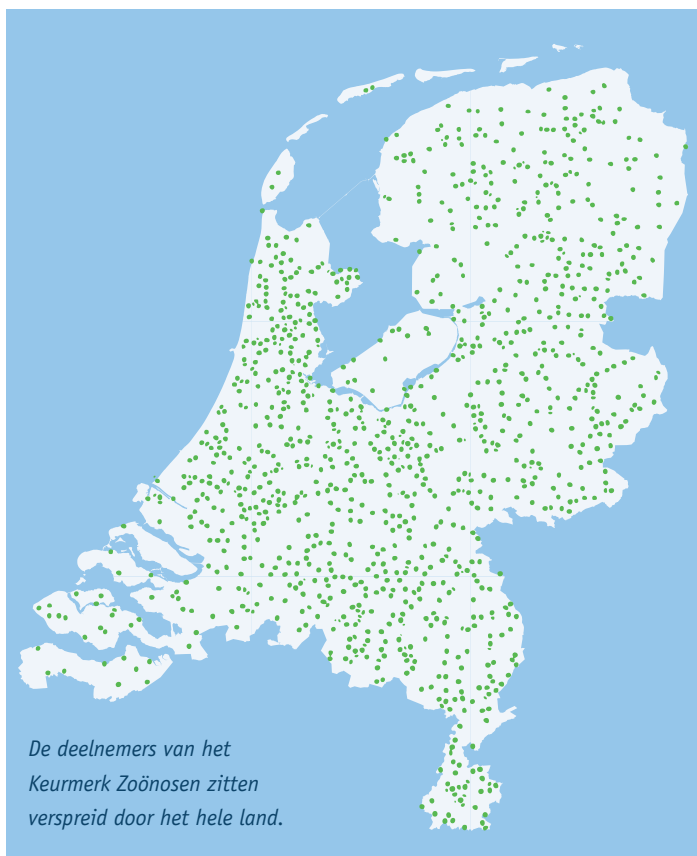 De deelnemers van het
Keurmerk Zoönosen zitten
verspreid door het hele land.